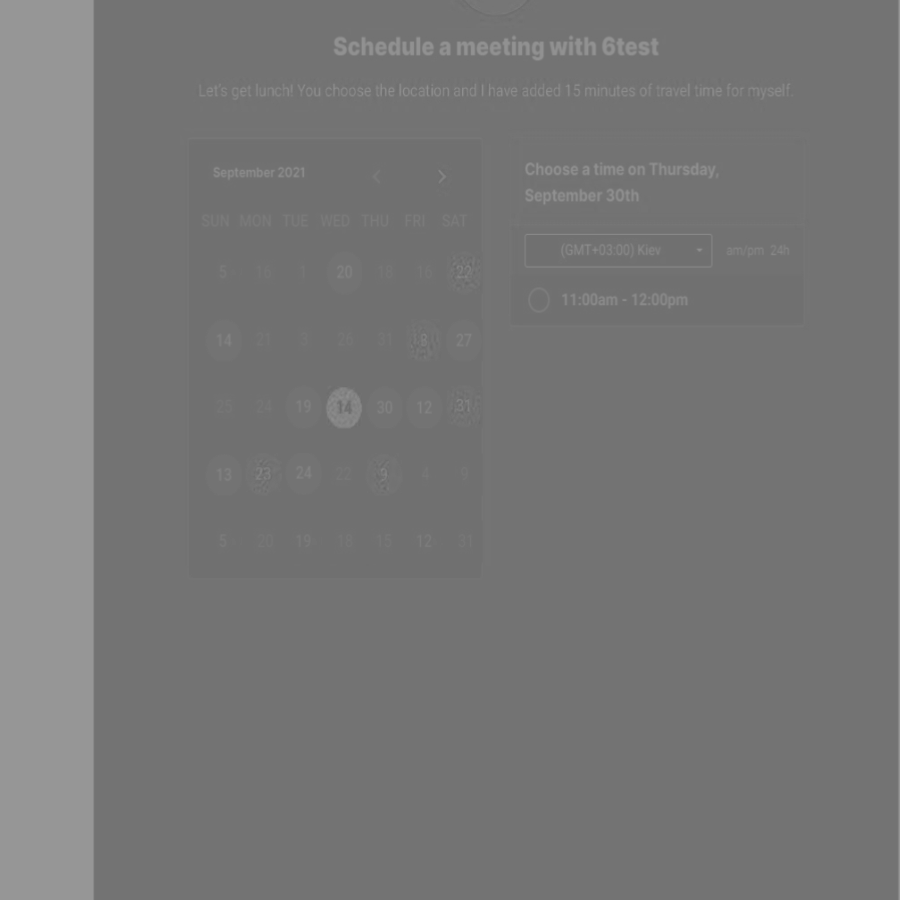 Schedule a meeting with 6test
Let's get lunch! You choose the location and I have added 15 minutes of travel time for myself.
September 2021
SUN MON TUE WED THU FRI SAT
5 16 1 20 18 16 22
14 21 3 26 31 8 27
25 24 19 14 30 12 31
13 23 24 22 9 4 9
5 20 19 18 15 12 31
Choose a time on Thursday,
September 30th
(GMT+03:00) Kiev am/pm 24h
11:00am - 12:00pm